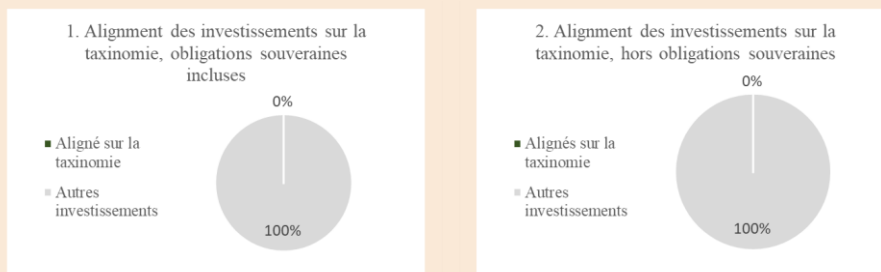 1. Alignment des investissements sur la
taxinomie, obligations souveraines
incluses
0%
Aligné sur la
taxinomie
Autres
investissements
100%
2. Alignment des investissements sur la
taxinomie, hors obligations souveraines
0%
Alignés sur la
taxinomie
Autres
investissements
100%